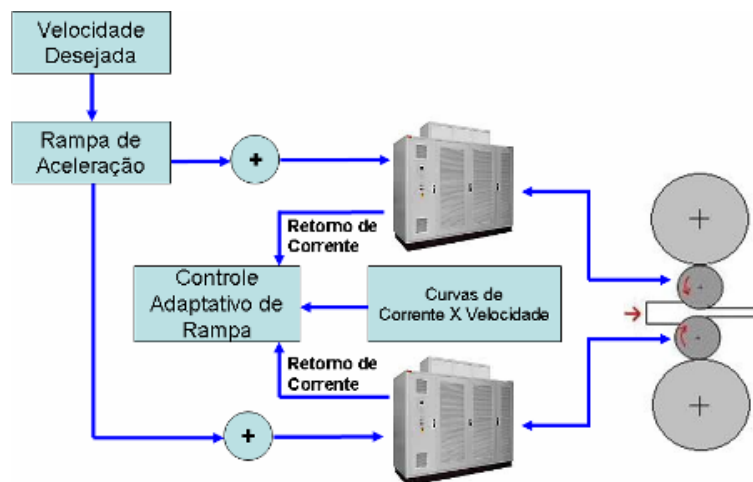 Velocidade
Desejada
Rampa de
Aceleração
+
Retorno de
Corrente
Controle
Adaptativo de
Rampa
Curvas de
Corrente X Velocidade
Retorno de
Corrente
+